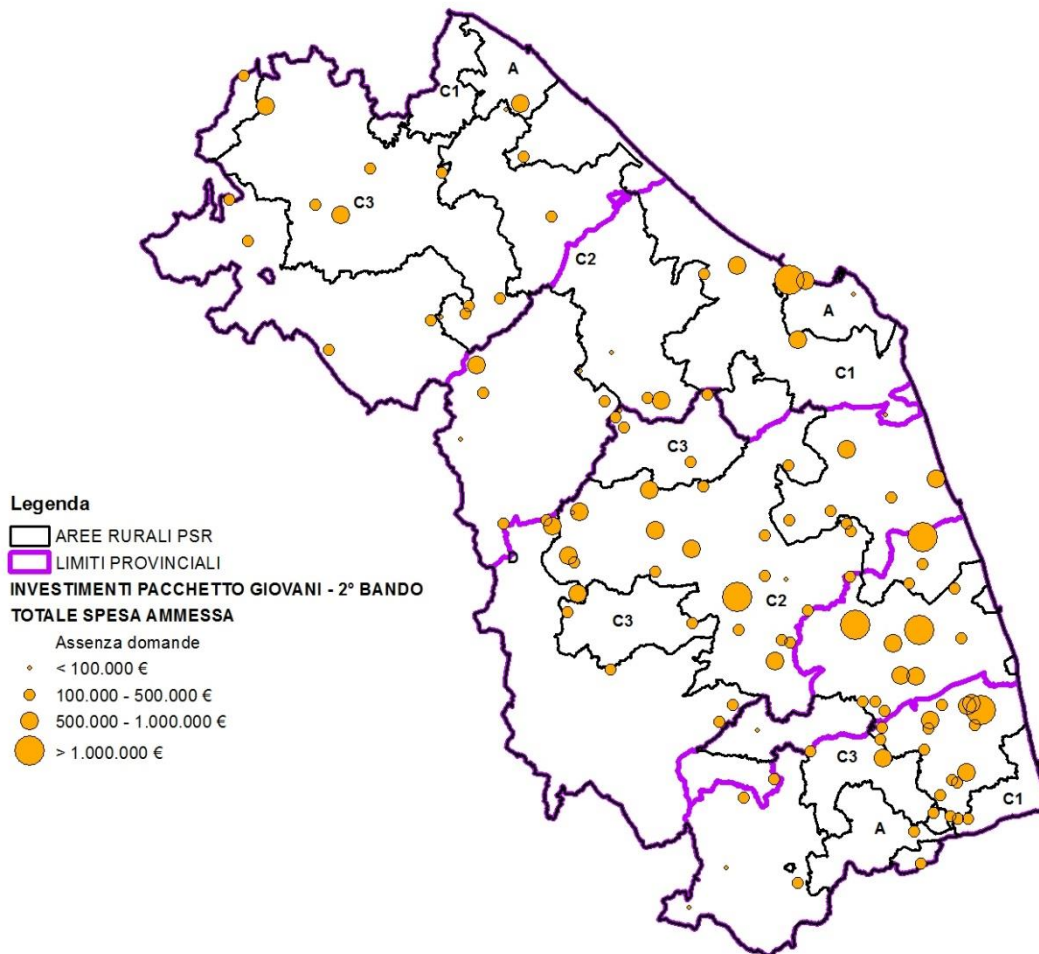 A
C1
C3
C2
A
C1
C3
Legenda
AREE RURALI PSR
LIMITI PROVINCIALI
D
INVESTIMENTI PACCHETTO GIOVANI - 2° BANDO
TOTALE SPESA AMMESSA
C2
Assenza domande
C3
< 100.000 €
100.000 - 500.000 €
500.000 - 1.000.000 €
> 1.000.000 €
C3
C1
A